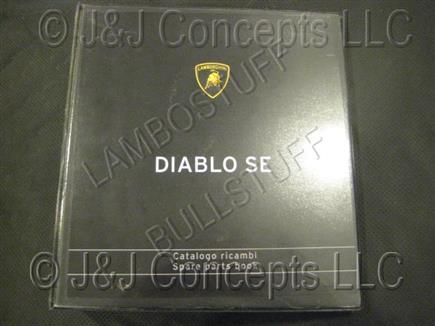 © J&J Concepts LLC
LAMBORGHINI
LAMBOSTUFF
DIABLO SE
BULLSTUFF
Catalogo ricambi
Spare parts book
© J&J Concepts LLC